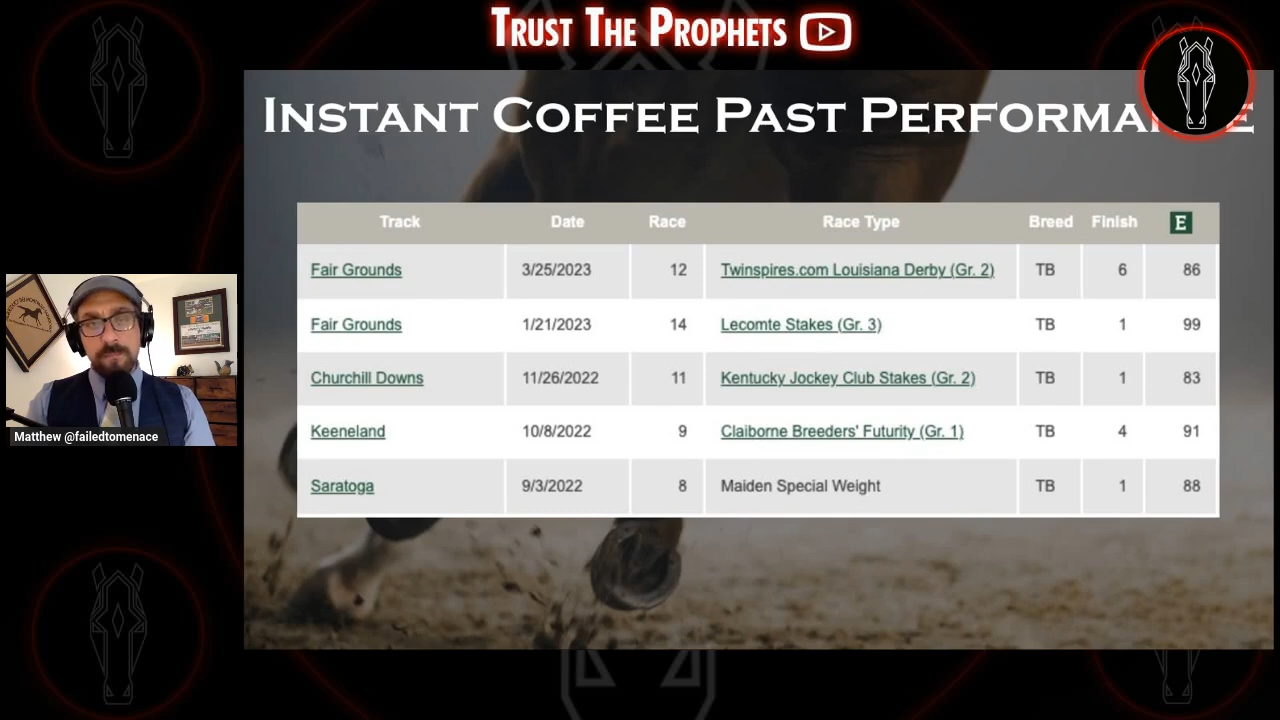 TRUST THE PROPHETS
INSTANT COFFEE PAST PERFORMA E
Track Date Race Race Type Breed Finish E
Fair Grounds 3/25/2023 12 Twinspires.com Louisiana Derby (Gr. 2) TB 6 86
Fair Grounds 1/21/2023 14 Lecomte Stakes (Gr. 3) TB 1 99
Churchill Downs 11/26/2022 11 Kentucky Jockey Club Stakes (Gr. 2) TB 1 83
Keeneland 10/8/2022 9 Claiborne Breeders' Futurity (Gr. 1) TB 4 91
Saratoga 9/3/2022 8 Maiden Special Weight TB 1 88
Matthew @failedtomenace